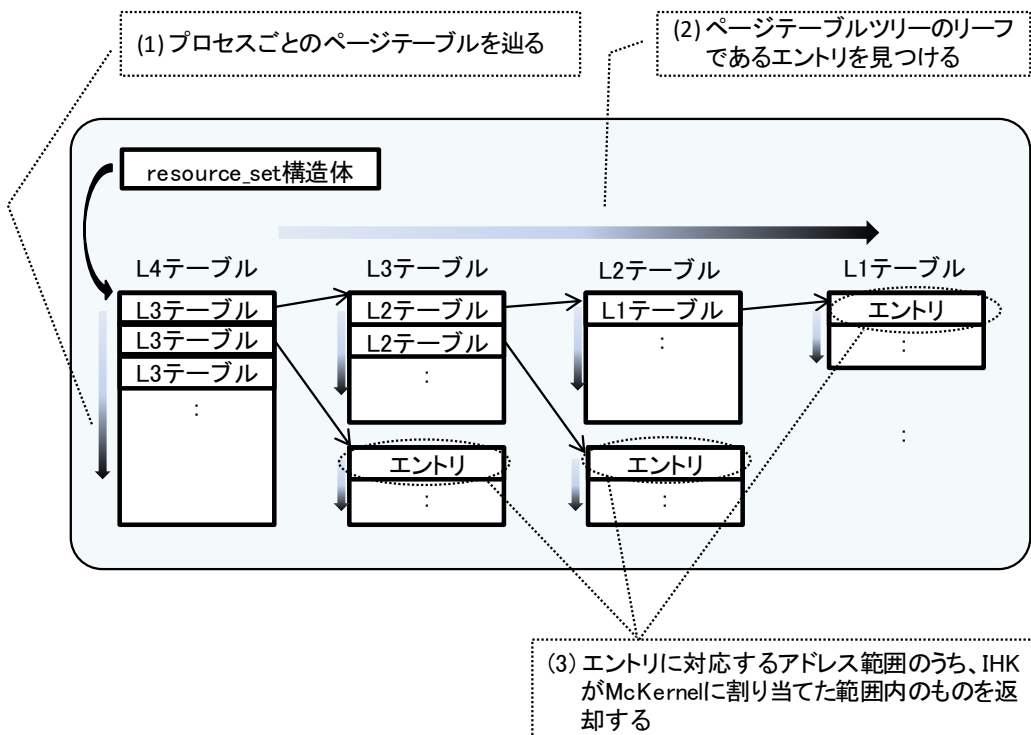 (1) プロセスごとのページテーブルを辿る
(2) ページテーブルツリーのリーフ
であるエントリを見つける
resource_set構造体
L4テーブル
L3テーブル
L3テーブル
L3テーブル
:
L3テーブル
L2テーブル
L2テーブル
:
エントリ
:
L2テーブル
L1テーブル
:
エントリ
:
L1テーブル
エントリ
:
:
(3) エントリに対応するアドレス範囲のうち、IHK
がMcKernelに割り当てた範囲内のものを返
却する